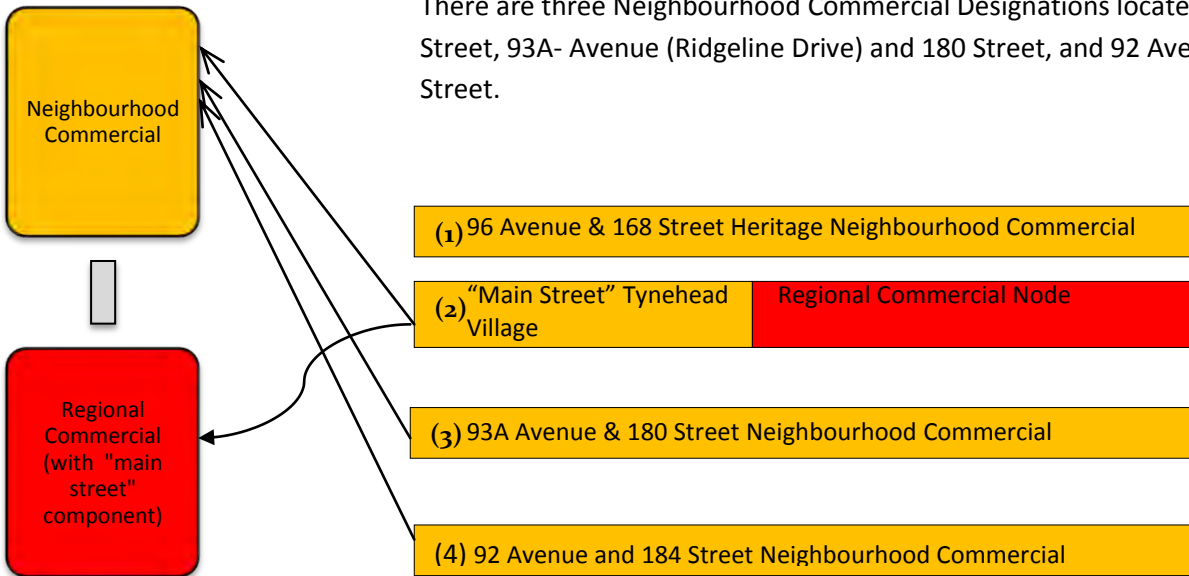 There are three Neighbourhood Commercial Designations locate
Street, 93A- Avenue (Ridgeline Drive) and 180 Street, and 92 Ave
Street.
Neighbourhood
Commercial
(1) 96 Avenue & 168 Street Heritage Neighbourhood Commercial
(2) “Main Street” Tynehead
Village
Regional Commercial Node
Regional
Commercial
(with "main
street"
component)
(3) 93A Avenue & 180 Street Neighbourhood Commercial
(4) 92 Avenue and 184 Street Neighbourhood Commercial